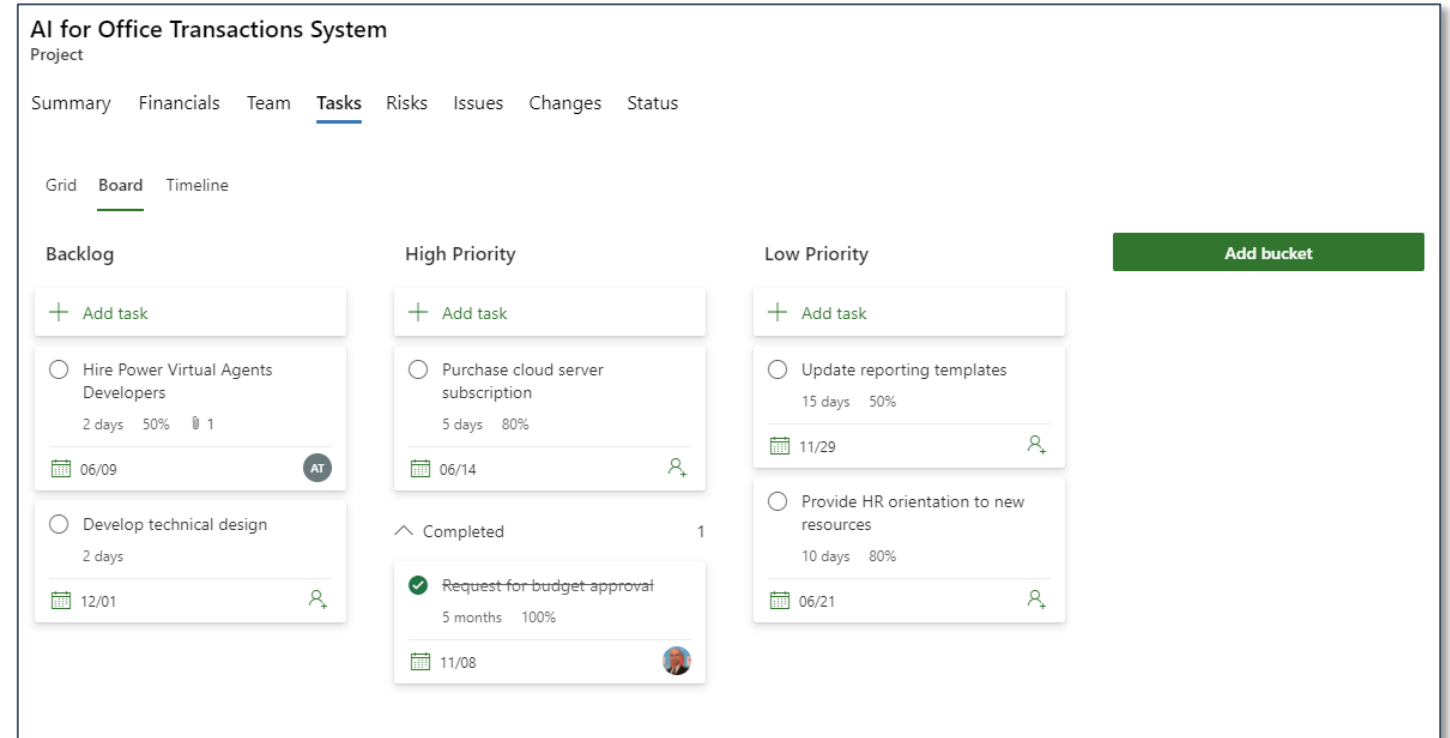 AI for Office Transactions System
Project
Summary Financials Team Tasks Risks Issues Changes Status
Grid Board Timeline
Backlog
Add task
Hire Power Virtual Agents
Developers
2 days 50% 1
06/09 AT
Develop technical design
2 days
12/01
High Priority
Add task
Purchase cloud server
subscription
5 days 80%
06/14
Completed 1
Request for budget approval
5 months 100%
11/08
Low Priority
Add task
Update reporting templates
15 days 50%
11/29
Provide HR orientation to new
resources
10 days 80%
06/21
Add bucket